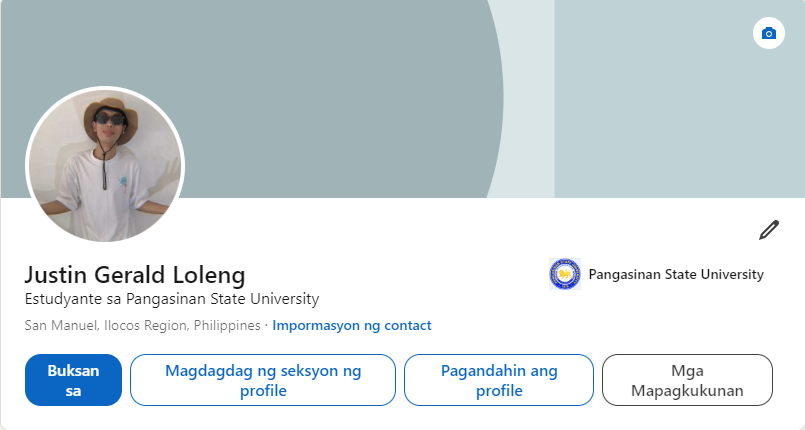 Justin Gerald Loleng
Pangasinan State University
Estudyante sa Pangasinan State University
San Manuel, Ilocos Region, Philippines · Impormasyon ng contact
Buksan
sa
Magdagdag ng seksyon ng
profile
Pagandahin ang
profile
Mga
Mapagkukunan